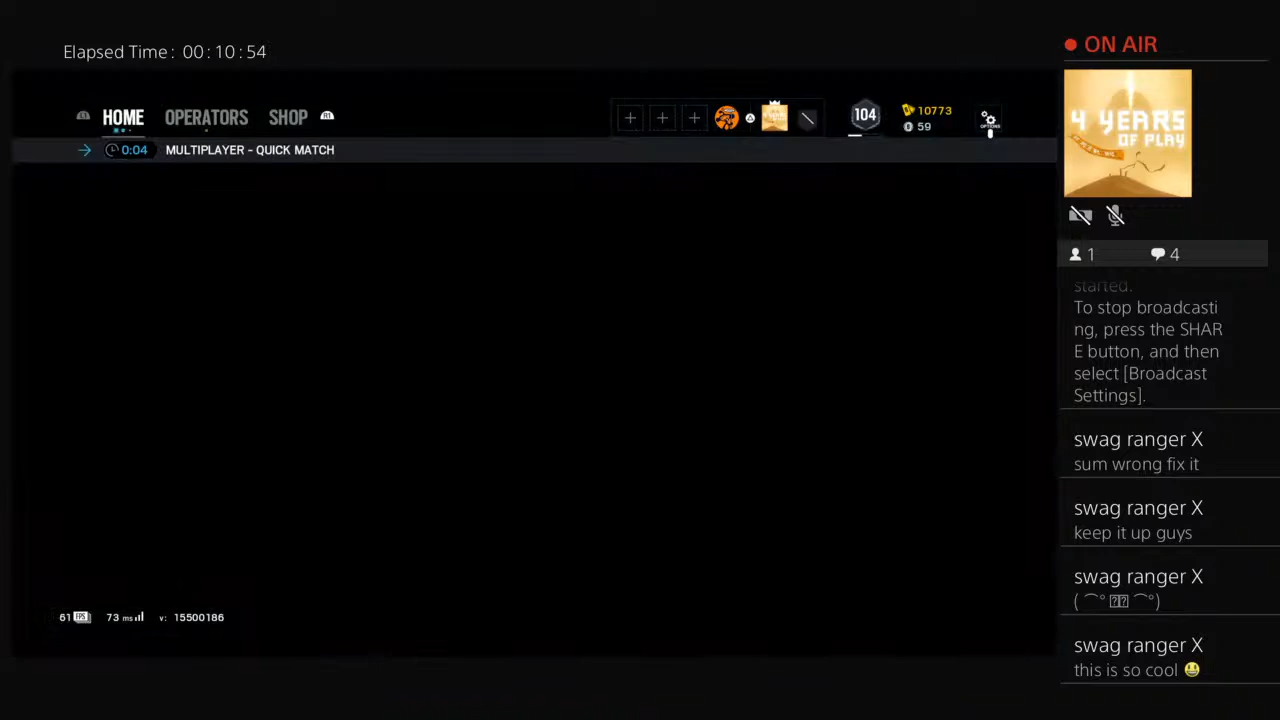 Elapsed Time: 00:10:54
ON AIR
HOME OPERATORS SHOP
104
10773
59
OPTIONS
0:04 MULTIPLAYER - QUICK MATCH
4 YEARS
OF PLAY
1 4
started.
To stop broadcasti
ng, press the SHAR
E button, and then
select [Broadcast
Settings].
swag ranger X
sum wrong fix it
swag ranger X
keep it up guys
swag ranger X
( ͡° ͡°)
swag ranger X
this is so cool 😃
61 FPS 73 ms v: 15500186